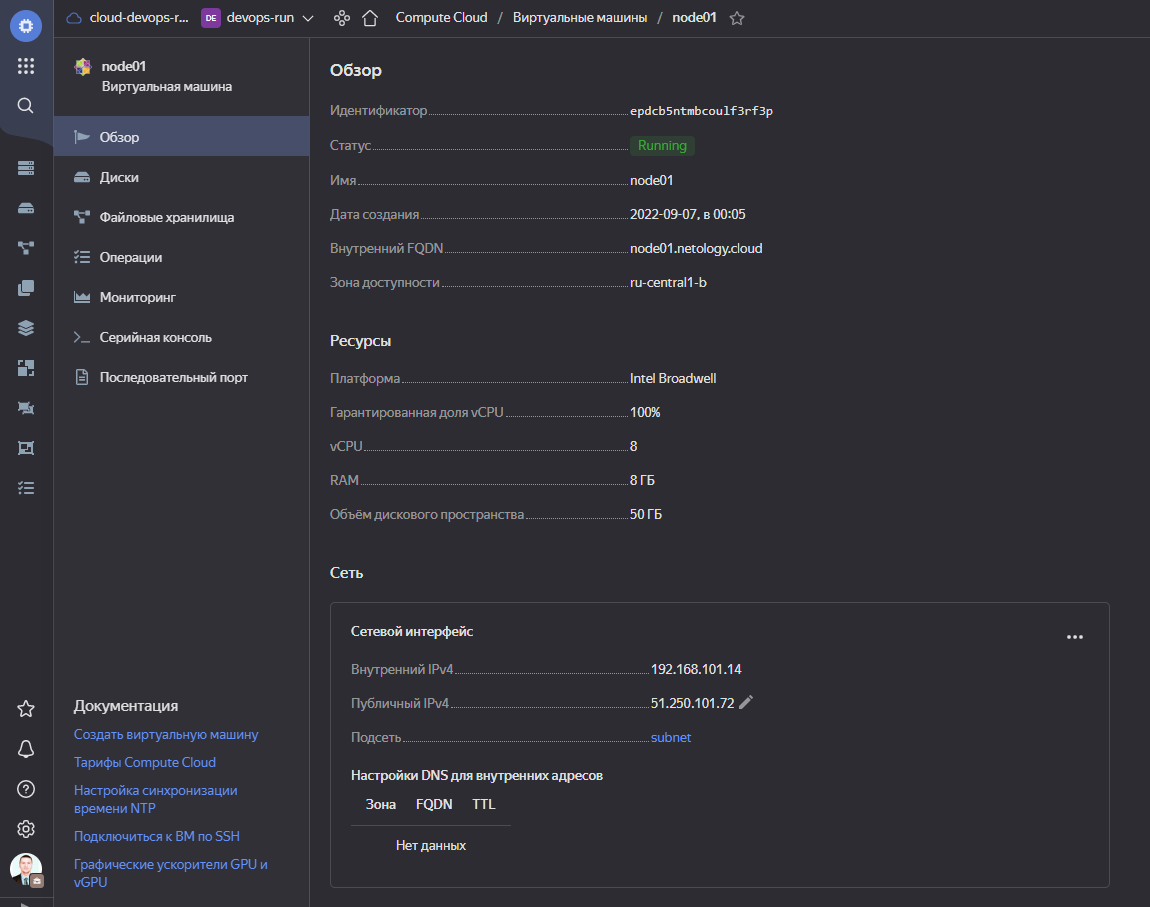 cloud-devops-r... DE devops-run Compute Cloud / Виртуальные машины / node01
node01
Виртуальная машина
Обзор
Диски
Файловые хранилища
Операции
Мониторинг
Серийная консоль
Последовательный порт
Документация
Создать виртуальную машину
Тарифы Compute Cloud
Настройка синхронизации
времени NTP
Подключиться к ВМ по SSH
Графические ускорители GPU и
vGPU
Обзор
Идентификатор epdcb5ntmbcoulf3rf3p
Статус Running
Имя node01
Дата создания 2022-09-07, в 00:05
Внутренний FQDN node01.netology.cloud
Зона доступности ru-central1-b
Ресурсы
Платформа Intel Broadwell
Гарантированная доля vCPU 100%
vCPU 8
RAM 8 ГБ
Объём дискового пространства 50 ГБ
Сеть
Сетевой интерфейс
Внутренний IPv4 192.168.101.14
Публичный IPv4 51.250.101.72
Подсеть subnet
Настройки DNS для внутренних адресов
Зона FQDN TTL
Нет данных